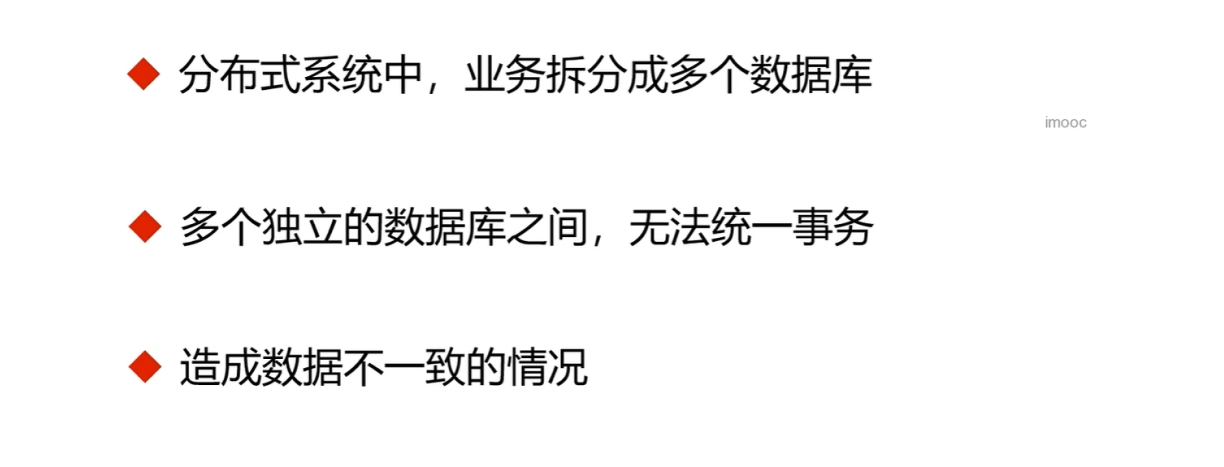 分布式系统中，业务拆分成多个数据库
imooc
多个独立的数据库之间，无法统一事务
造成数据不一致的情况